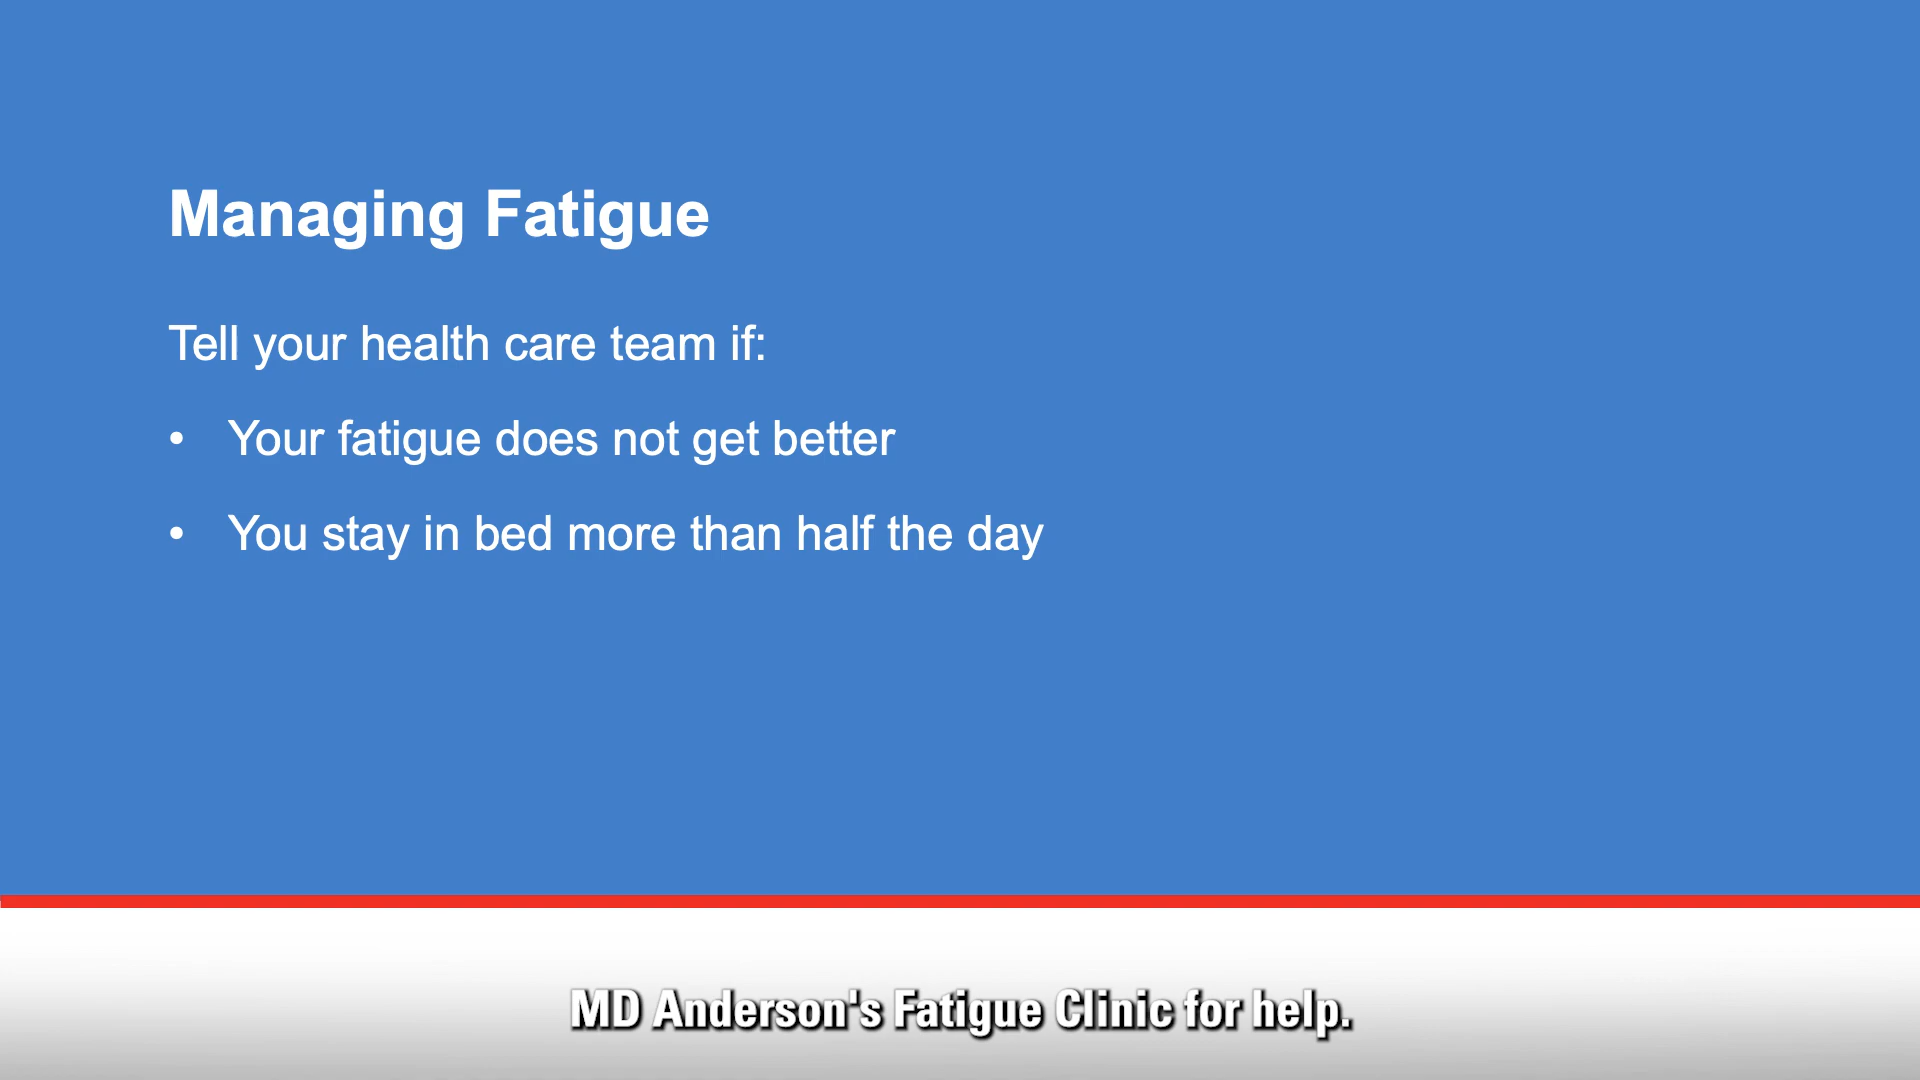 Managing Fatigue
Tell your health care team if:
• Your fatigue does not get better
• You stay in bed more than half the day
MD Anderson's Fatigue Clinic for help.